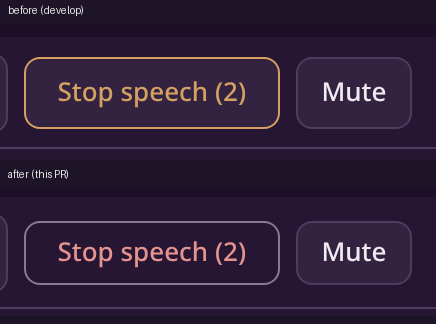 before (develop)
Stop speech (2) Mute
after (this PR)
Stop speech (2) Mute